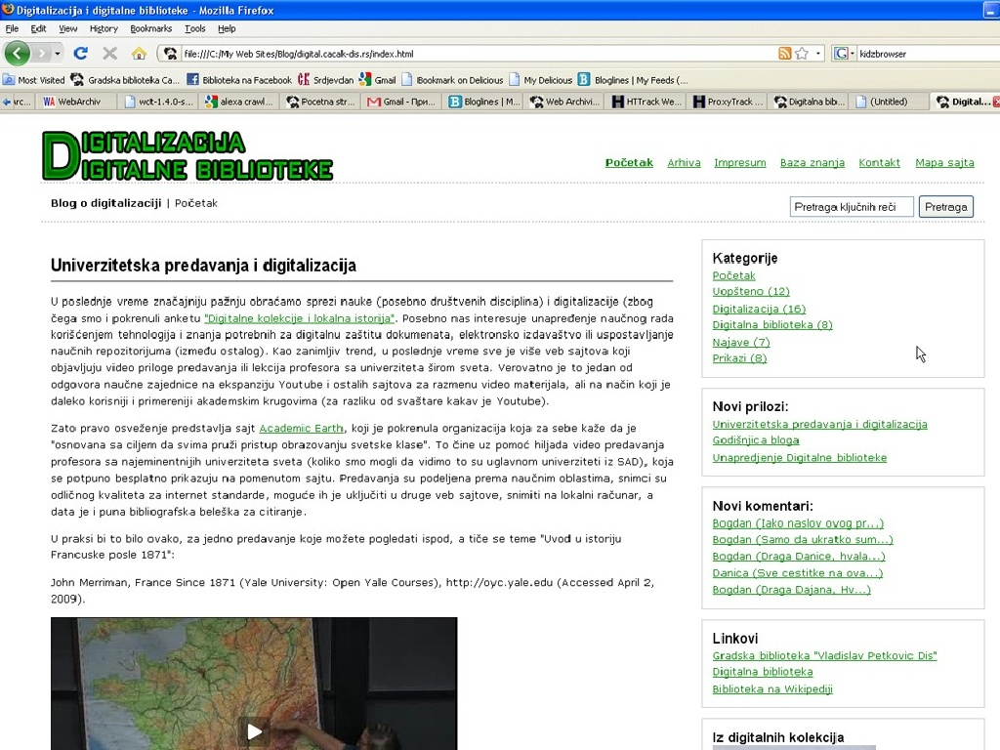 Digitalizacija i digitalne biblioteke - Mozilla Firefox
File Edit View History Bookmarks Tools Help
file:///C:/My Web Sites/Blog/digital.cacak-dis.rs/index.html
kidzbrowser
Most Visited Gradska biblioteka Ca... Biblioteka na Facebook Srdjevdan Gmail Bookmark on Delicious My Delicious Bloglines | My Feeds (...
urc... WebArchiv wct-1.4.0-s... alexa crawl... Pocetna str... Gmail - При... Bloglines | M... Web Archivi... HTTrack We... ProxyTrack ... Digitalna bib... (Untitled) Digital...
DIGITALIZACIJA
DIGITALNE BIBLIOTEKE
Početak Arhiva Impresum Baza znanja Kontakt Mapa sajta
Blog o digitalizaciji | Početak
Pretraga ključnih reči Pretraga
Univerzitetska predavanja i digitalizacija
U poslednje vreme značajniju pažnju obraćamo sprezi nauke (posebno društvenih disciplina) i digitalizacije (zbog
čega smo i pokrenuli anketu "Digitalne kolekcije i lokalna istorija". Posebno nas interesuje unapređenje naučnog rada
korišćenjem tehnologija i znanja potrebnih za digitalnu zaštitu dokumenata, elektronsko izdavaštvo ili uspostavljanje
naučnih repozitorijuma (između ostalog). Kao zanimljiv trend, u poslednje vreme sve je više veb sajtova koji
objavljuju video priloge predavanja ili lekcija profesora sa univerziteta širom sveta. Verovatno je to jedan od
odgovora naučne zajednice na ekspanziju Youtube i ostalih sajtova za razmenu video materijala, ali na način koji je
daleko korisniji i primereniji akademskim krugovima (za razliku od svaštare kakav je Youtube).
Zato pravo osveženje predstavlja sajt Academic Earth, koji je pokrenula organizacija koja za sebe kaže da je
"osnovana sa ciljem da svima pruži pristup obrazovanju svetske klase". To čine uz pomoć hiljada video predavanja
profesora sa najeminentnijih univerziteta sveta (koliko smo mogli da vidimo to su uglavnom univerziteti iz SAD), koja
se potpuno besplatno prikazuju na pomenutom sajtu. Predavanja su podeljena prema naučnim oblastima, snimci su
odličnog kvaliteta za internet standarde, moguće ih je uključiti u druge veb sajtove, snimiti na lokalni računar, a
data je i puna bibliografska beleška za citiranje.
U praksi bi to bilo ovako, za jedno predavanje koje možete pogledati ispod, a tiče se teme "Uvod u istoriju
Francuske posle 1871":
John Merriman, France Since 1871 (Yale University: Open Yale Courses), http://oyc.yale.edu (Accessed April 2,
2009).
Kategorije
Početak
Uopšteno (12)
Digitalizacija (16)
Digitalna biblioteka (8)
Najave (7)
Prikazi (8)
Novi prilozi:
Univerzitetska predavanja i digitalizacija
Godišnjica bloga
Unapredjenje Digitalne biblioteke
Novi komentari:
Bogdan (Iako naslov ovog pr...)
Bogdan (Samo da ukratko sum...)
Bogdan (Draga Danice, hvala...)
Danica (Sve cestitke na ova...)
Bogdan (Draga Dajana, Hv...)
Linkovi
Gradska biblioteka "Vladislav Petkovic Dis"
Digitalna biblioteka
Biblioteka na Wikipediji
Iz digitalnih kolekcija